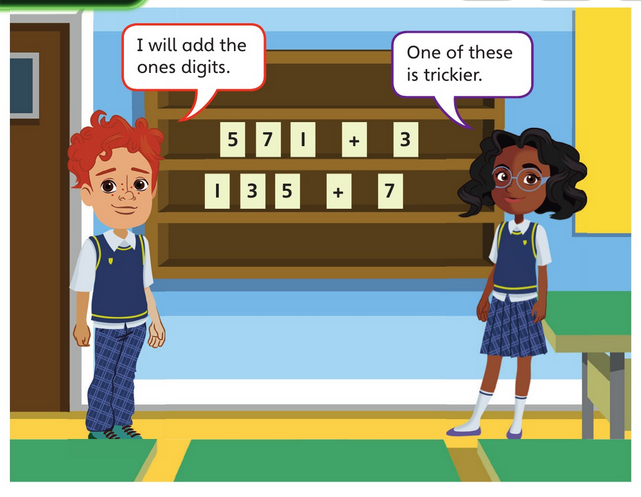 I will add the
ones digits.
One of these
is trickier.
5 7 1 + 3
1 3 5 + 7